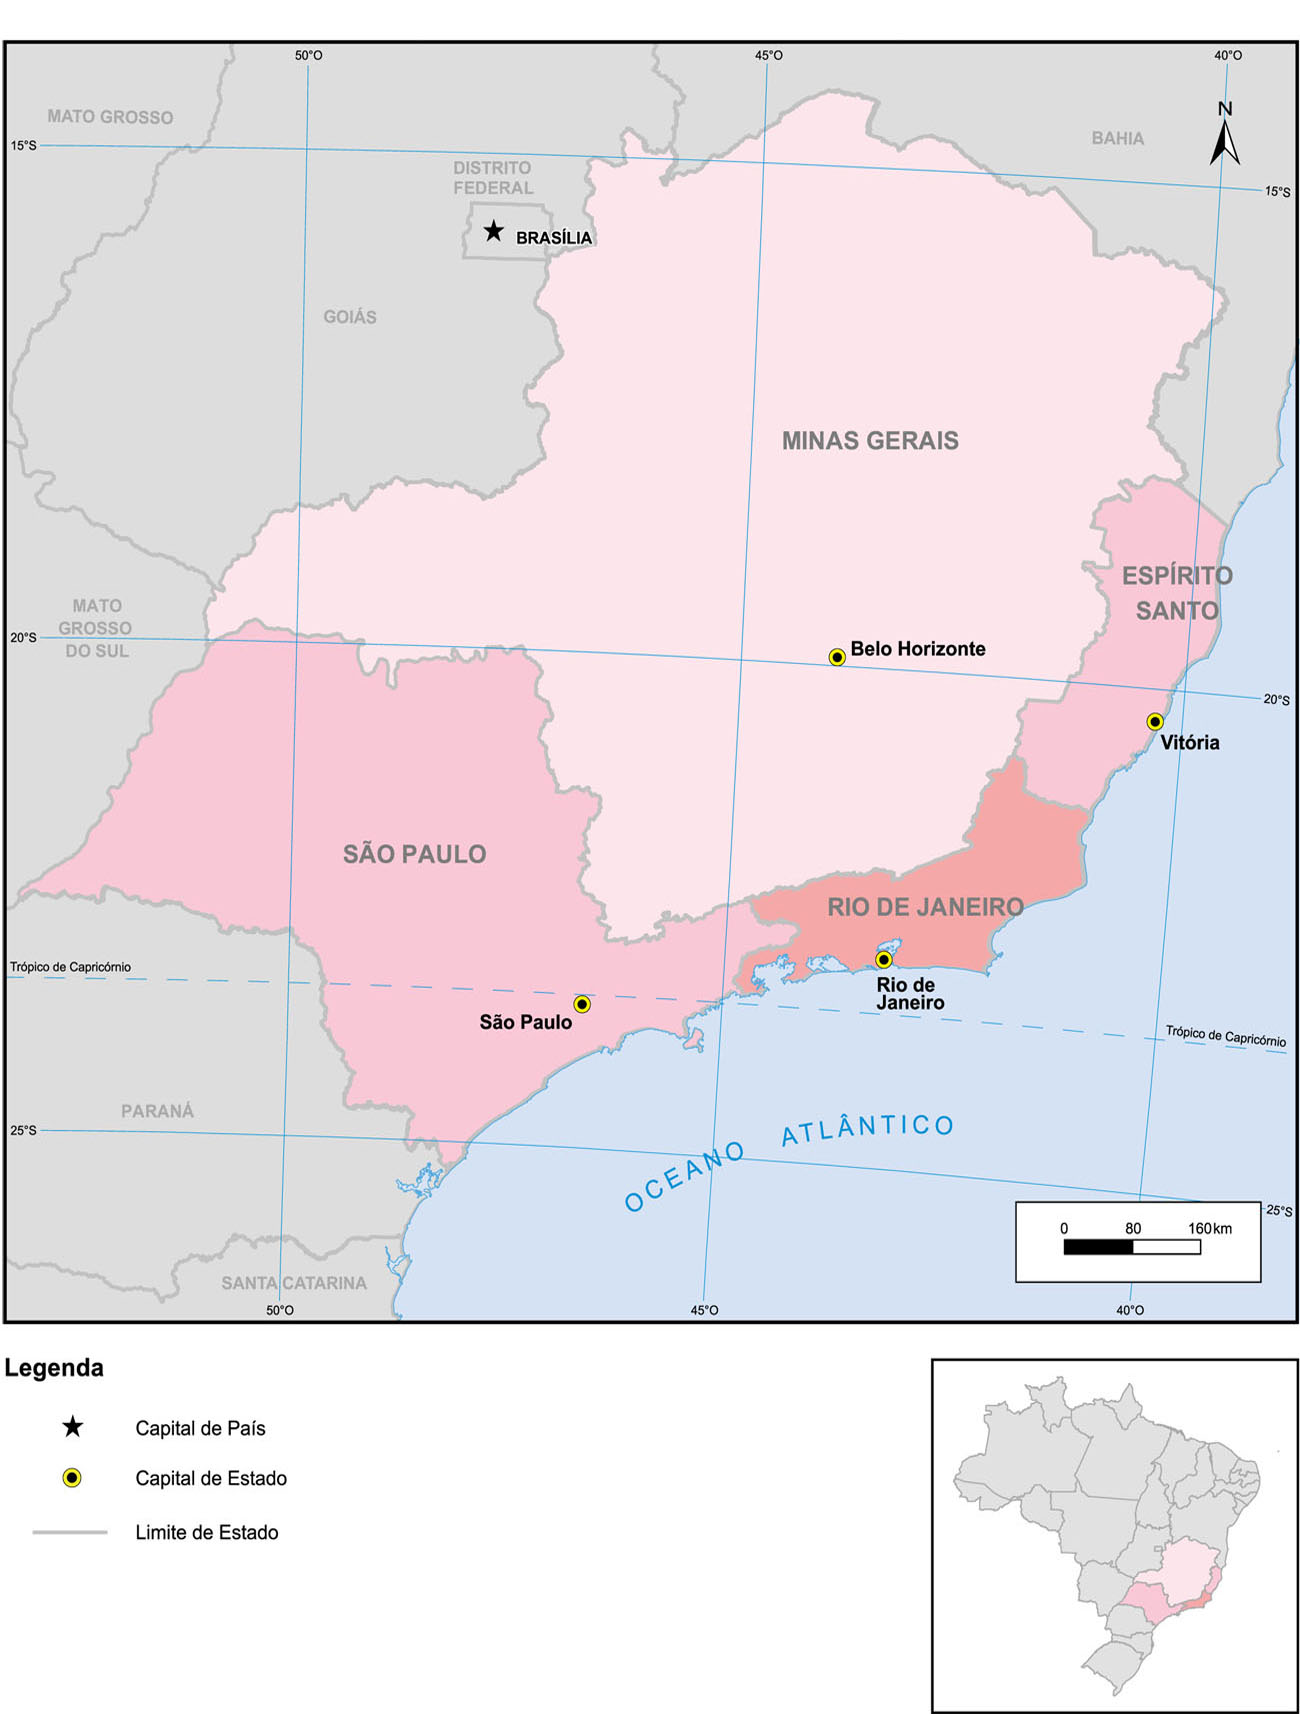 50°O
45°O
40°O
MATO GROSSO
N
BAHIA
15°S
DISTRITO
FEDERAL
15°S
BRASÍLIA
GOIÁS
MINAS GERAIS
ESPÍRITO
SANTO
MATO
GROSSO
DO SUL
20°S
Belo Horizonte
20°S
Vitória
SÃO PAULO
RIO DE JANEIRO
Trópico de Capricórnio
Rio de
Janeiro
São Paulo
Trópico de Capricórnio
PARANÁ
25°S
OCEANO ATLÂNTICO
25°S
0 80 160 km
SANTA CATARINA
50°O
45°O
40°O
Legenda
Capital de País
Capital de Estado
Limite de Estado